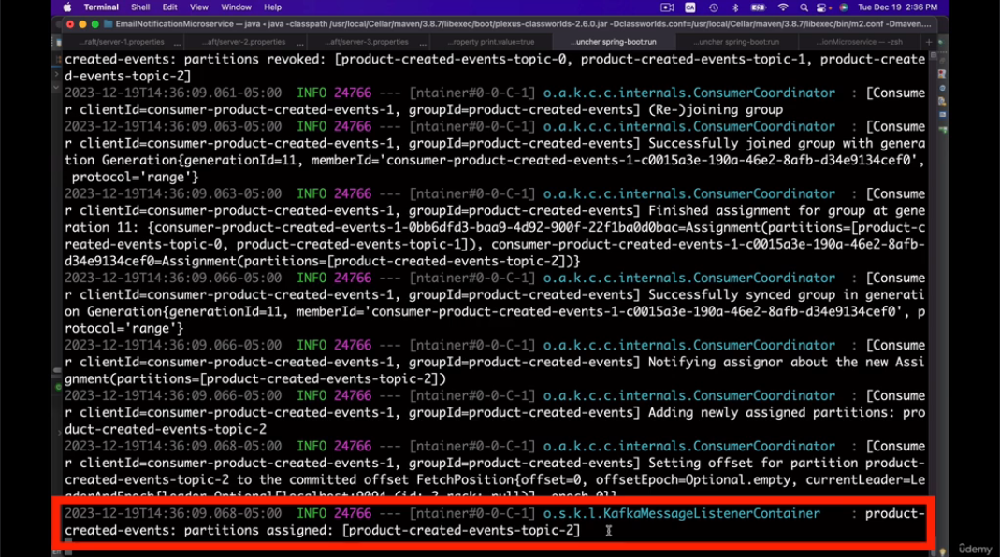 Terminal Shell Edit View Window Help Tue Dec 19 2:36 PM
EmailNotificationMicroservice — java • java -classpath /usr/local/Cellar/maven/3.8.7/libexec/boot/plexus-classworlds-2.6.0.jar -Dclassworlds.conf=/usr/local/Cellar/maven/3.8.7/libexec/bin/m2.conf -Dmaven....
...raft/server-1.properties ...aft/server-2.properties ...aft/server-3.properties ...roperty print.value=true ...uncher spring-boot:run ...uncher spring-boot:run ...ionMicroservice — -zsh
created-events: partitions revoked: [product-created-events-topic-0, product-created-events-topic-1, product-create
d-events-topic-2]
2023-12-19T14:36:09.061-05:00 INFO 24766 --- [ntainer#0-0-C-1] o.a.k.c.c.internals.ConsumerCoordinator : [Consume
r clientId=consumer-product-created-events-1, groupId=product-created-events] (Re-)joining group
2023-12-19T14:36:09.063-05:00 INFO 24766 --- [ntainer#0-0-C-1] o.a.k.c.c.internals.ConsumerCoordinator : [Consume
r clientId=consumer-product-created-events-1, groupId=product-created-events] Successfully joined group with genera
tion Generation{generationId=11, memberId='consumer-product-created-events-1-c0015a3e-190a-46e2-8afb-d34e9134cef0',
protocol='range'}
2023-12-19T14:36:09.063-05:00 INFO 24766 --- [ntainer#0-0-C-1] o.a.k.c.c.internals.ConsumerCoordinator : [Consume
r clientId=consumer-product-created-events-1, groupId=product-created-events] Finished assignment for group at gene
ration 11: {consumer-product-created-events-1-0bb6dfd3-baa9-4d92-900f-22f1ba0d0bac=Assignment(partitions=[product-c
reated-events-topic-0, product-created-events-topic-1]), consumer-product-created-events-1-c0015a3e-190a-46e2-8afb-
d34e9134cef0=Assignment(partitions=[product-created-events-topic-2])}
2023-12-19T14:36:09.066-05:00 INFO 24766 --- [ntainer#0-0-C-1] o.a.k.c.c.internals.ConsumerCoordinator : [Consume
r clientId=consumer-product-created-events-1, groupId=product-created-events] Successfully synced group in generati
on Generation{generationId=11, memberId='consumer-product-created-events-1-c0015a3e-190a-46e2-8afb-d34e9134cef0', p
rotocol='range'}
2023-12-19T14:36:09.066-05:00 INFO 24766 --- [ntainer#0-0-C-1] o.a.k.c.c.internals.ConsumerCoordinator : [Consume
r clientId=consumer-product-created-events-1, groupId=product-created-events] Notifying assignor about the new Assi
gnment(partitions=[product-created-events-topic-2])
2023-12-19T14:36:09.066-05:00 INFO 24766 --- [ntainer#0-0-C-1] o.a.k.c.c.internals.ConsumerCoordinator : [Consume
r clientId=consumer-product-created-events-1, groupId=product-created-events] Adding newly assigned partitions: pro
duct-created-events-topic-2
2023-12-19T14:36:09.068-05:00 INFO 24766 --- [ntainer#0-0-C-1] o.a.k.c.c.internals.ConsumerCoordinator : [Consume
r clientId=consumer-product-created-events-1, groupId=product-created-events] Setting offset for partition product-
created-events-topic-2 to the committed offset FetchPosition{offset=0, offsetEpoch=Optional.empty, currentLeader=Le
aderAndEpoch{leader=Optional[localhost:9094 (id: 2 rack: null)], epoch=0}}
2023-12-19T14:36:09.068-05:00 INFO 24766 --- [ntainer#0-0-C-1] o.s.k.l.KafkaMessageListenerContainer : product-
created-events: partitions assigned: [product-created-events-topic-2]
udemy